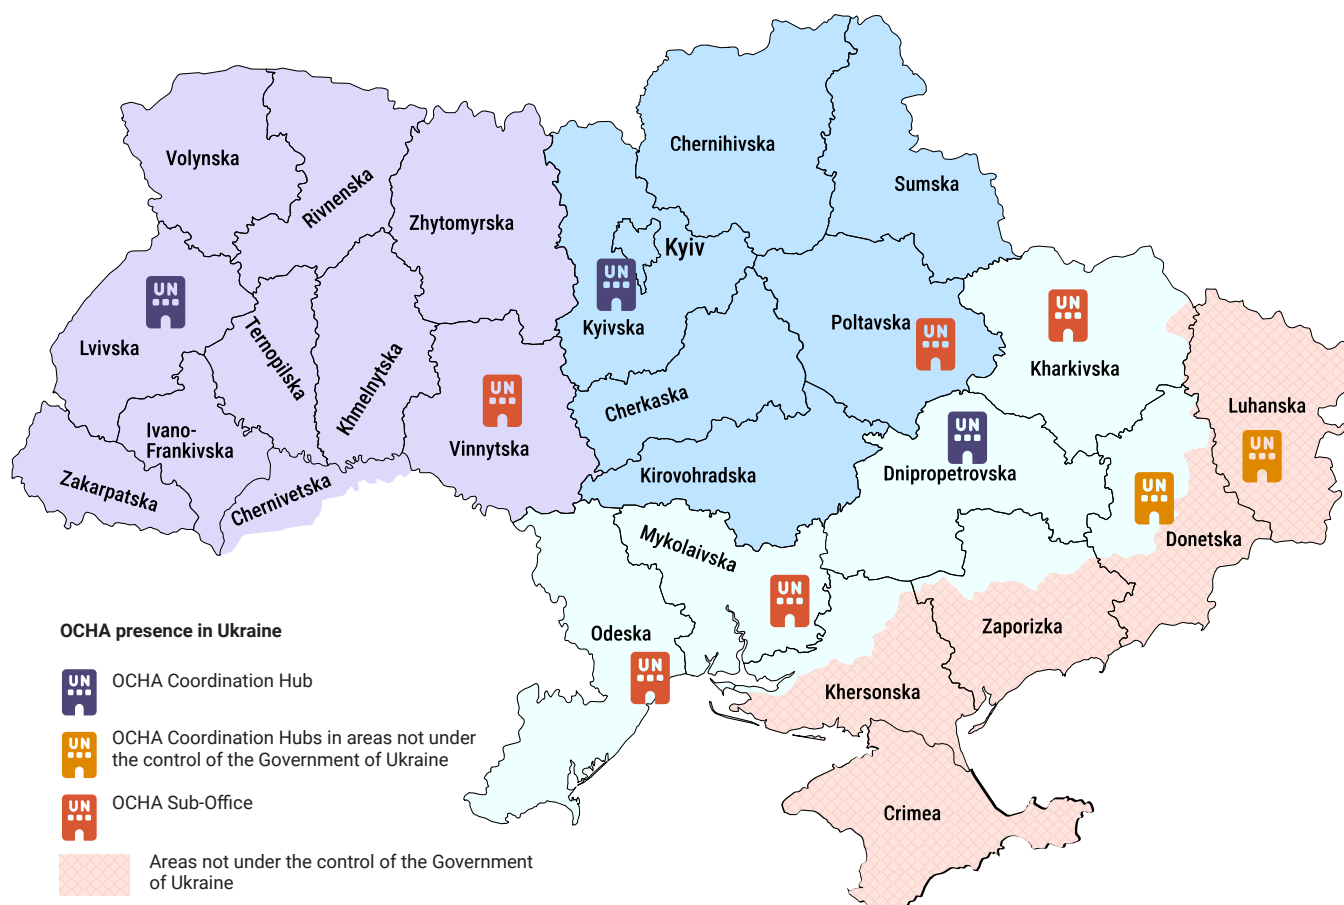 Volynska
Rivnenska
Zhytomyrska
Chernihivska
Sumska
Kyiv
UN
Kyivska
UN
Lvivska
Ternopilska
Khmelnytska
Poltavska
UN
UN
Kharkivska
Ivano-
Frankivska
UN
Vinnytska
Cherkaska
Kirovohradska
UN
Dnipropetrovska
Luhanska
UN
UN
Donetska
Zakarpatska
Chernivetska
Mykolaivska
UN
Odeska
UN
Zaporizka
Khersonska
Crimea
OCHA presence in Ukraine
UN
OCHA Coordination Hub
UN
OCHA Coordination Hubs in areas not under
the control of the Government of Ukraine
UN
OCHA Sub-Office
Areas not under the control of the Government
of Ukraine